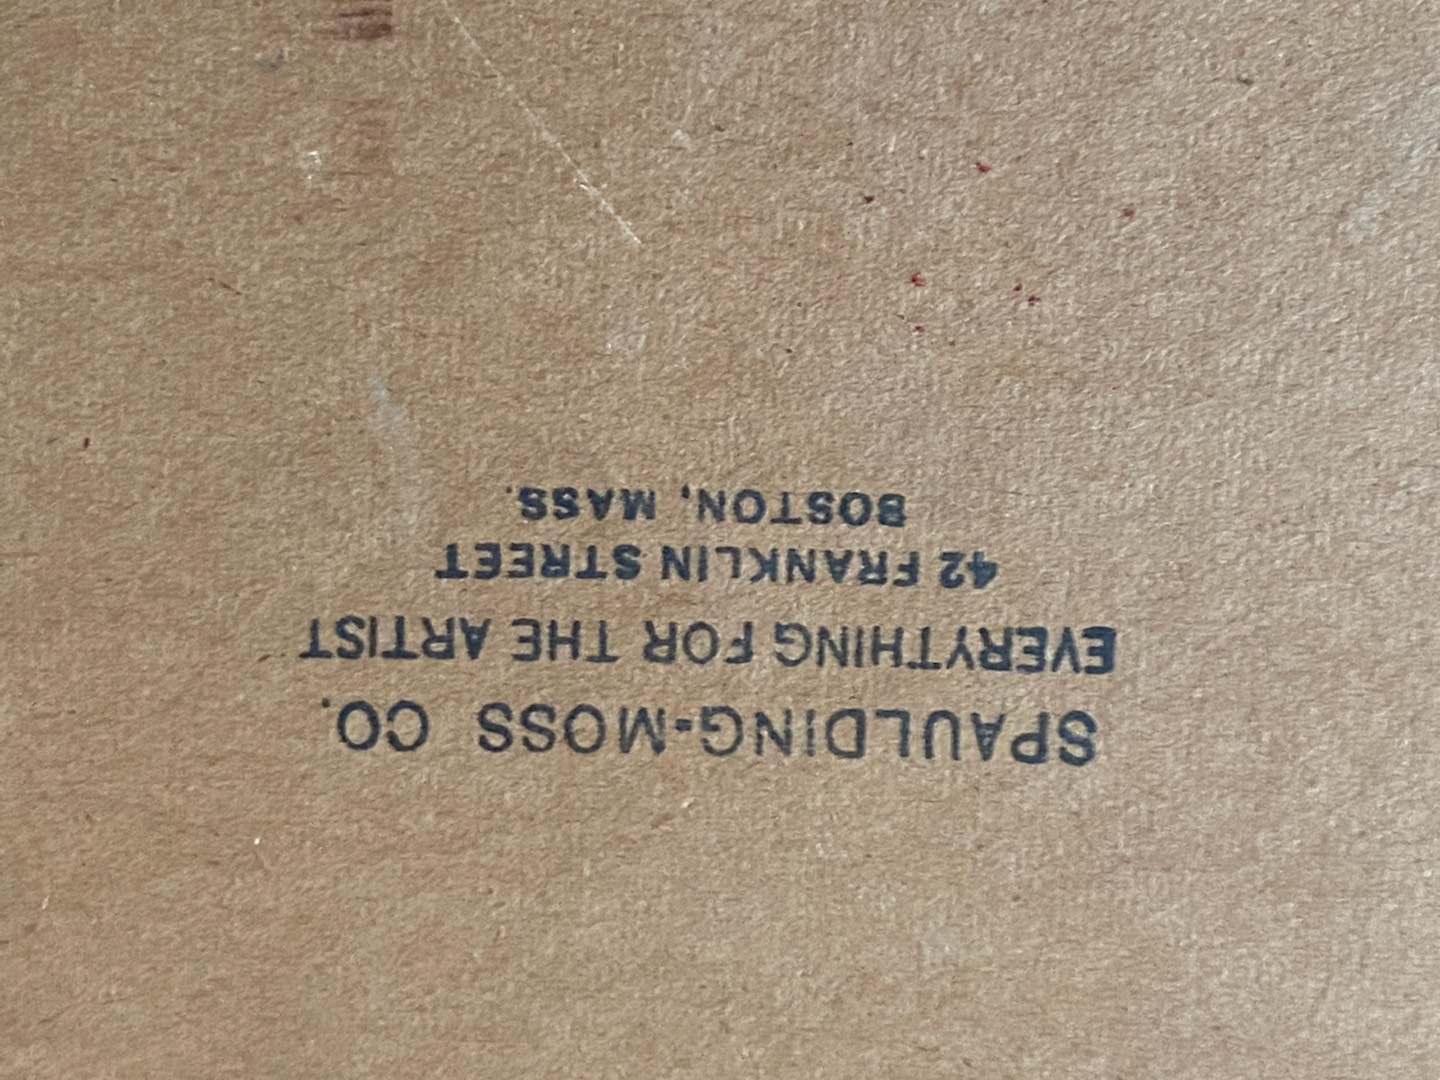 SPAULDING-MOSS CO.
EVERYTHING FOR THE ARTIST
42 FRANKLIN STREET
BOSTON, MASS.